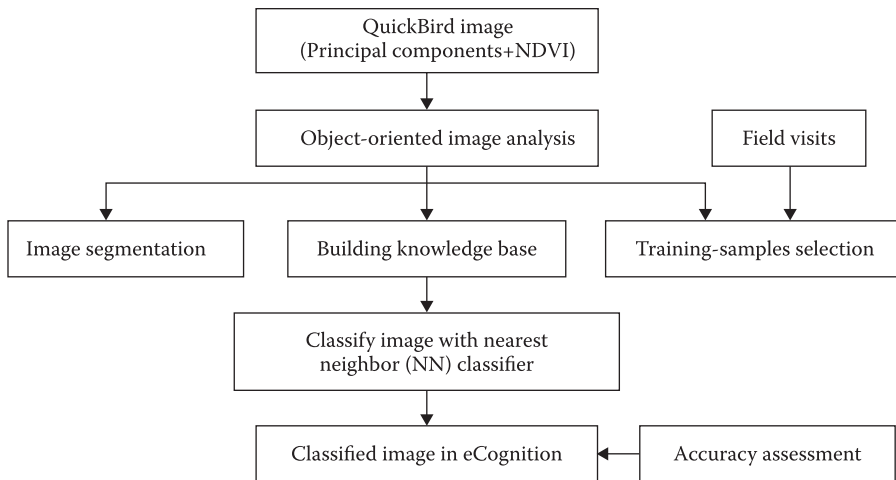 QuickBird image
(Principal components+NDVI)
Object-oriented image analysis
Field visits
Image segmentation
Building knowledge base
Training-samples selection
Classify image with nearest
neighbor (NN) classifier
Classified image in eCognition
Accuracy assessment